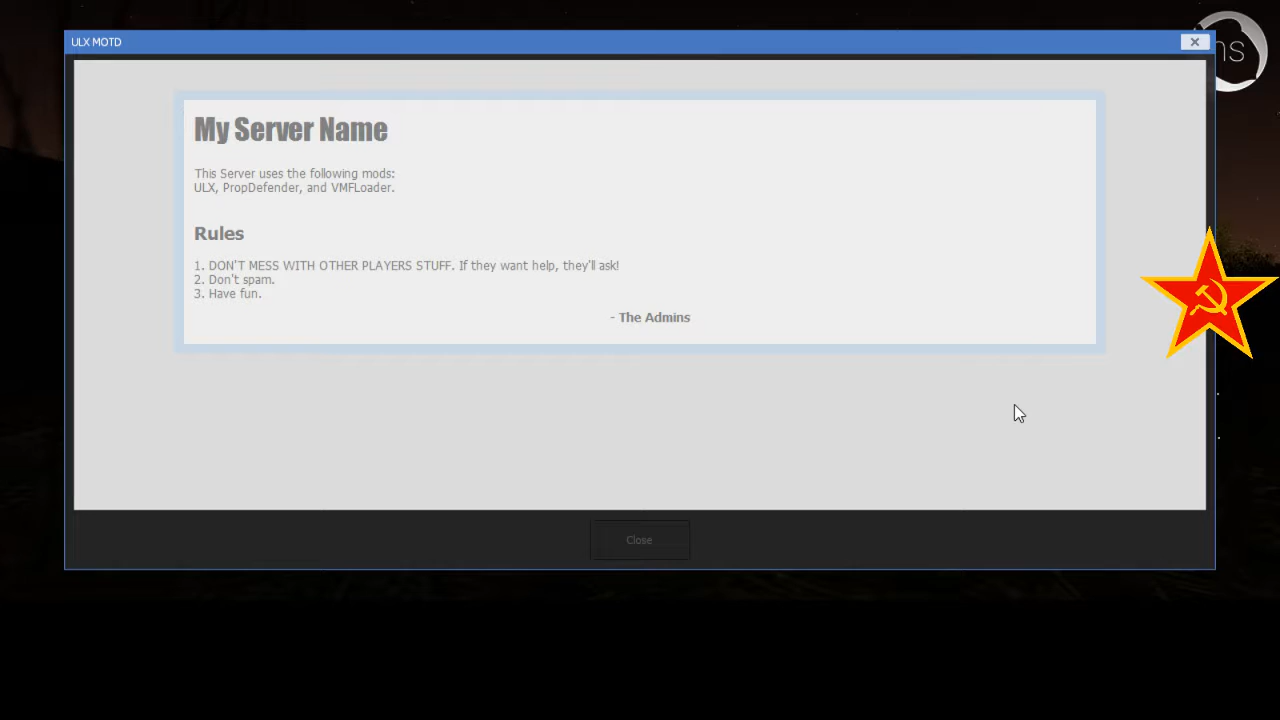 ULX MOTD
ns
My Server Name
This Server uses the following mods:
ULX, PropDefender, and VMFLoader.
Rules
1. DON'T MESS WITH OTHER PLAYERS STUFF. If they want help, they'll ask!
2. Don't spam.
3. Have fun.
- The Admins
Close